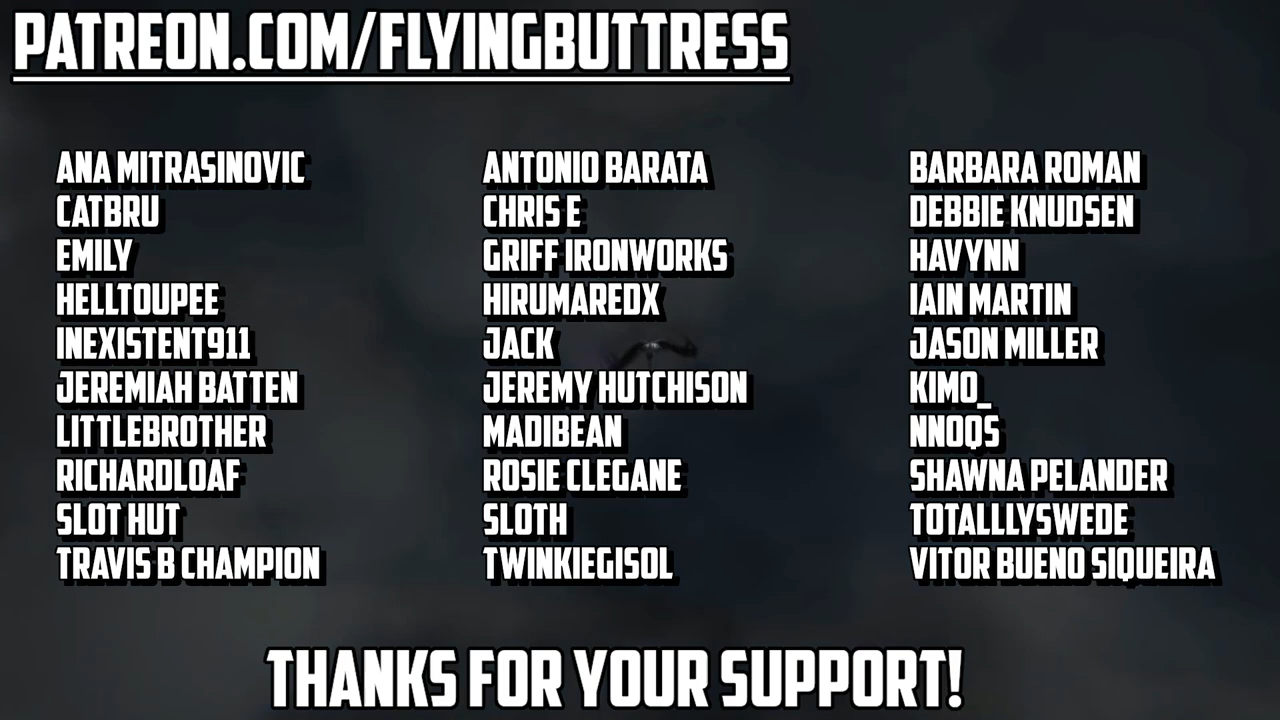 PATREON.COM/FLYINGBUTTRESS
ANA MITRASINOVIC
CATBRU
EMILY
HELLTOUPEE
INEXISTENT911
JEREMIAH BATTEN
LITTLEBROTHER
RICHARDLOAF
SLOT HUT
TRAVIS B CHAMPION
ANTONIO BARATA
CHRIS E
GRIFF IRONWORKS
HIRUMAREDX
JACK
JEREMY HUTCHISON
MADIBEAN
ROSIE CLEGANE
SLOTH
TWINKIEGISOL
BARBARA ROMAN
DEBBIE KNUDSEN
HAVYNN
IAIN MARTIN
JASON MILLER
KIMO_
NNOQS
SHAWNA PELANDER
TOTALLLYSWEDE
VITOR BUENO SIQUEIRA
THANKS FOR YOUR SUPPORT!